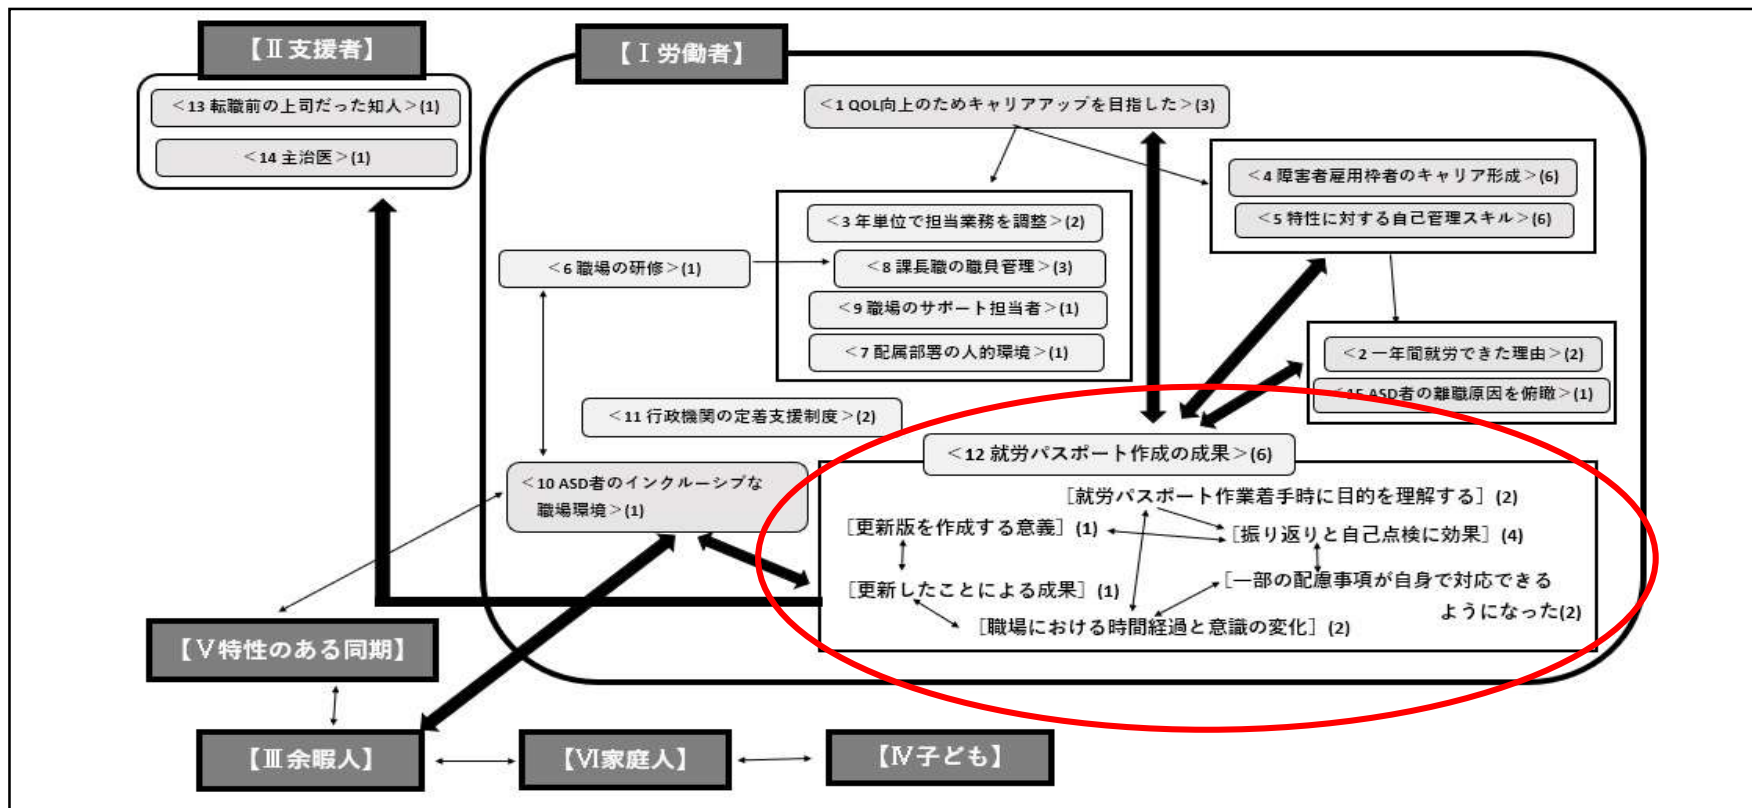 【Ⅱ支援者】
＜13 転職前の上司だった知人＞(1)
＜14 主治医＞(1)
【Ⅰ労働者】
＜1 QOL向上のためキャリアアップを目指した＞(3)
＜4 障害者雇用枠者のキャリア形成＞(6)
＜5 特性に対する自己管理スキル＞(6)
＜3 年単位で担当業務を調整＞(2)
＜8 課長職の職員管理＞(3)
＜9 職場のサポート担当者＞(1)
＜7 配属部署の人的環境＞(1)
＜6 職場の研修＞(1)
＜2 一年間就労できた理由＞(2)
＜15 ASD者の離職原因を俯瞰＞(1)
＜11 行政機関の定着支援制度＞(2)
＜12 就労パスポート作成の成果＞(6)
＜10 ASD者のインクルーシブな
職場環境＞(1)
［就労パスポート作業着手時に目的を理解する］(2)
［更新版を作成する意義］(1)
［振り返りと自己点検に効果］(4)
［更新したことによる成果］(1)
［一部の配慮事項が自身で対応できる
ようになった(2)
［職場における時間経過と意識の変化］(2)
【Ⅴ特性のある同期】
【Ⅲ余暇人】
【Ⅵ家庭人】
【Ⅳ子ども】